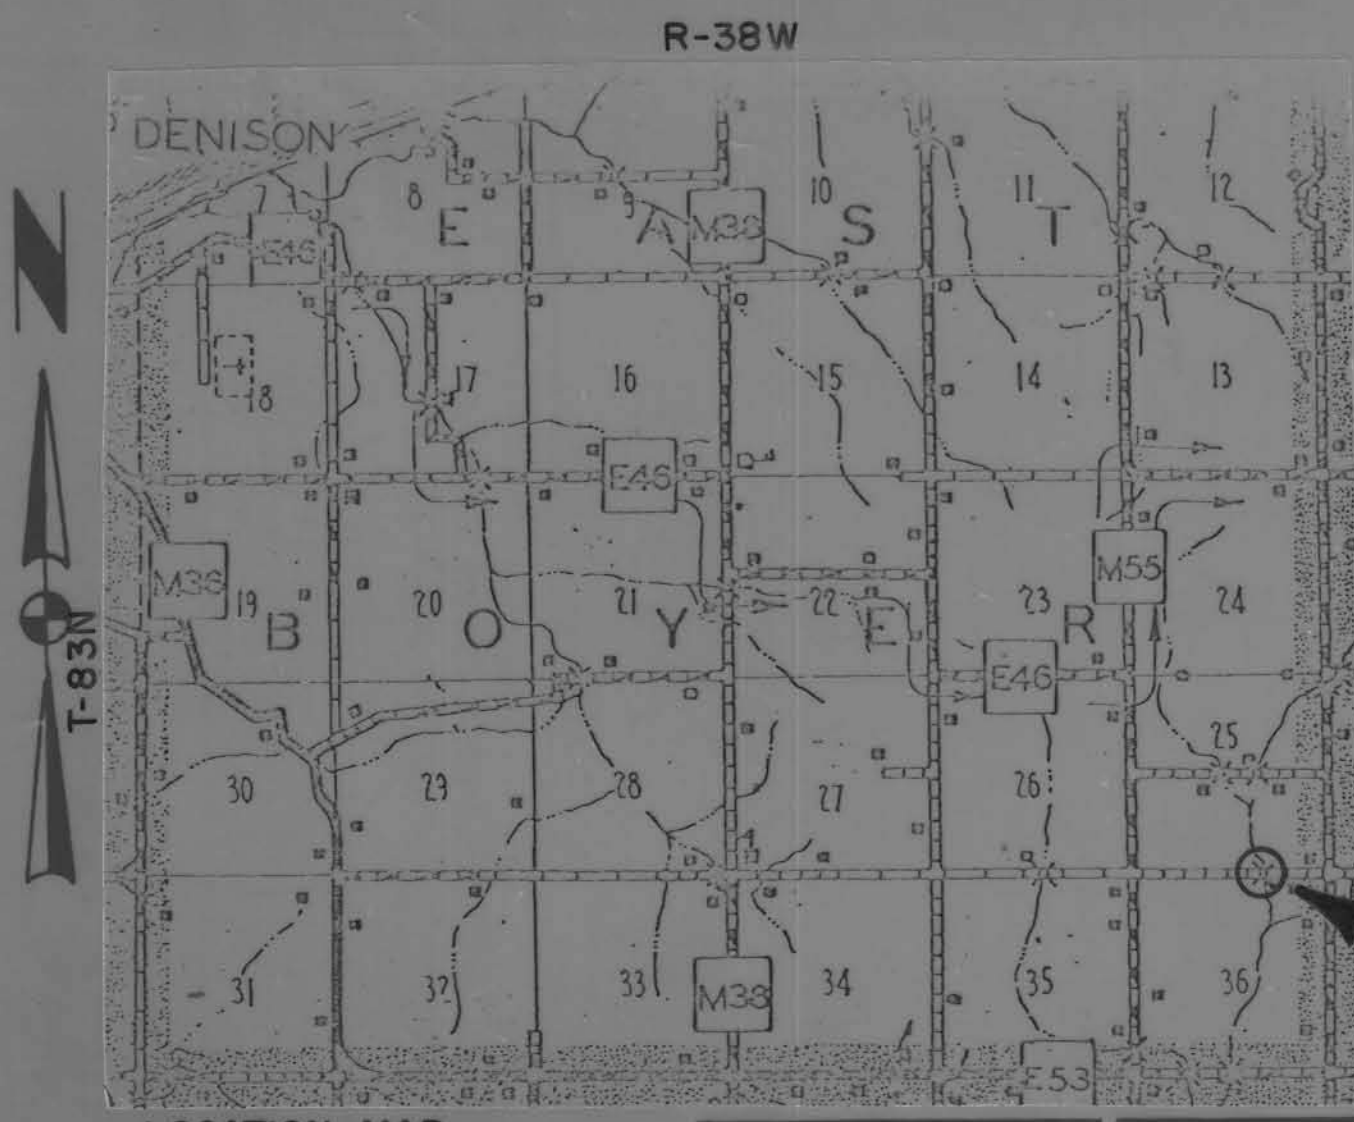 R-38W
DENISON
7 8 9 10 11 12
E A S T
E46 M36
18 17 16 15 14 13
E46
M36 M55
19 20 21 22 23 24
B O Y E R
E46
30 29 28 27 26 25
31 32 33 34 35 36
M38
E53
N
T-83N